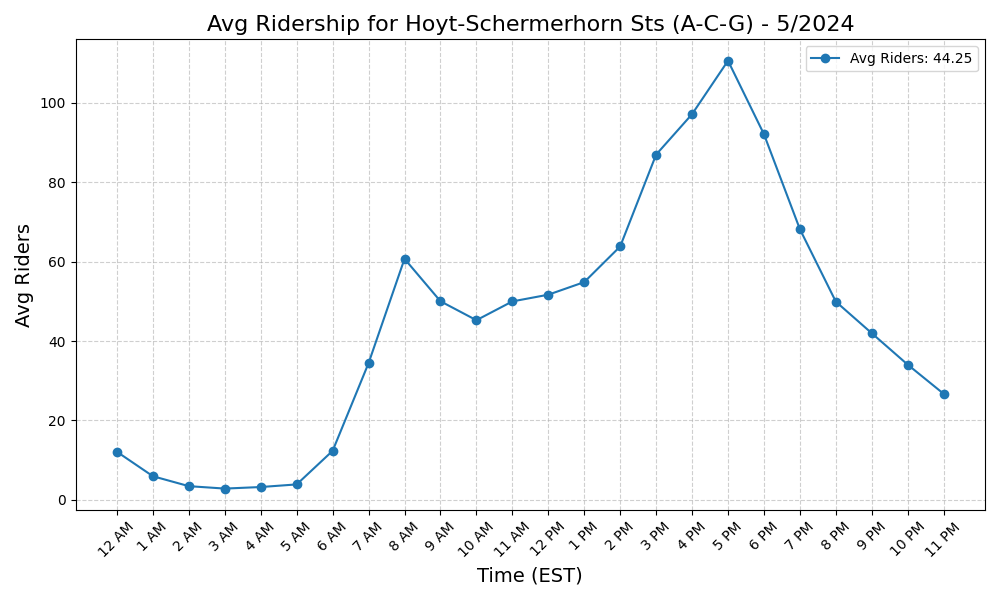 Avg Ridership for Hoyt-Schermerhorn Sts (A-C-G) - 5/2024
Avg Riders: 44.25
Avg Riders
100
80
60
40
20
0
12 AM
1 AM
2 AM
3 AM
4 AM
5 AM
6 AM
7 AM
8 AM
9 AM
10 AM
11 AM
12 PM
1 PM
2 PM
3 PM
4 PM
5 PM
6 PM
7 PM
8 PM
9 PM
10 PM
11 PM
Time (EST)